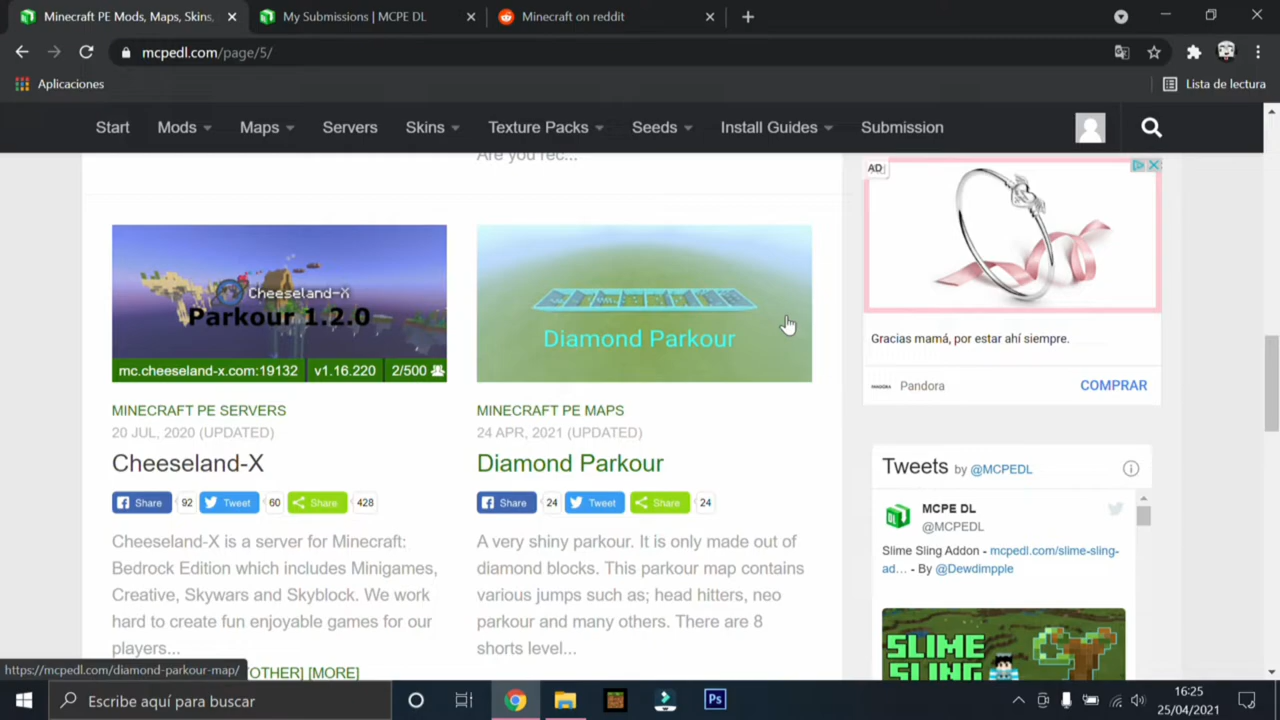 Minecraft PE Mods, Maps, Skins,
My Submissions | MCPE DL
Minecraft on reddit
mcpedl.com/page/5/
Aplicaciones
Lista de lectura
Start Mods Maps Servers Skins Texture Packs Seeds Install Guides Submission
Are you rec...
Cheeseland-X
Parkour 1.2.0
mc.cheeseland-x.com:19132 v1.16.220 2/500
MINECRAFT PE SERVERS
20 JUL, 2020 (UPDATED)
Cheeseland-X
Share 92 Tweet 60 Share 428
Cheeseland-X is a server for Minecraft:
Bedrock Edition which includes Minigames,
Creative, Skywars and Skyblock. We work
hard to create fun enjoyable games for our
players...
OTHER] [MORE]
Diamond Parkour
MINECRAFT PE MAPS
24 APR, 2021 (UPDATED)
Diamond Parkour
Share 24 Tweet Share 24
A very shiny parkour. It is only made out of
diamond blocks. This parkour map contains
various jumps such as; head hitters, neo
parkour and many others. There are 8
shorts level...
AD
Gracias mamá, por estar ahí siempre.
PANDORA Pandora COMPRAR
Tweets by @MCPEDL
MCPE DL
@MCPEDL
Slime Sling Addon - mcpedl.com/slime-sling-
ad… - By @Dewdimpple
SLIME
SLING
https://mcpedl.com/diamond-parkour-map/
Escribe aquí para buscar
Ps
16:25
25/04/2021